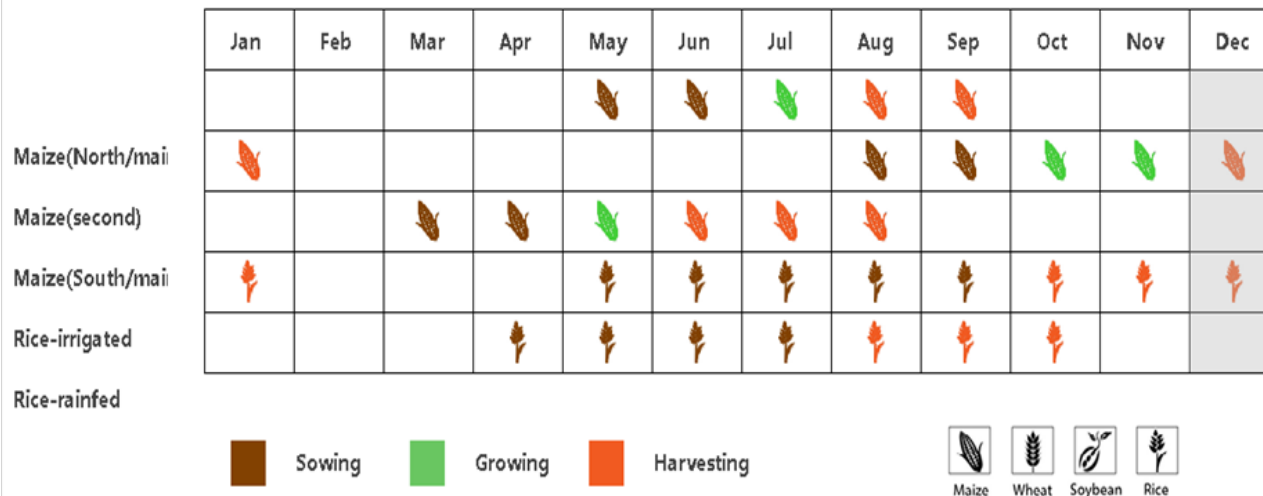 Jan Feb Mar Apr May Jun Jul Aug Sep Oct Nov Dec
Maize(North/mai
Maize(second)
Maize(South/mai
Rice-irrigated
Rice-rainfed
Sowing Growing Harvesting
Maize Wheat Soybean Rice